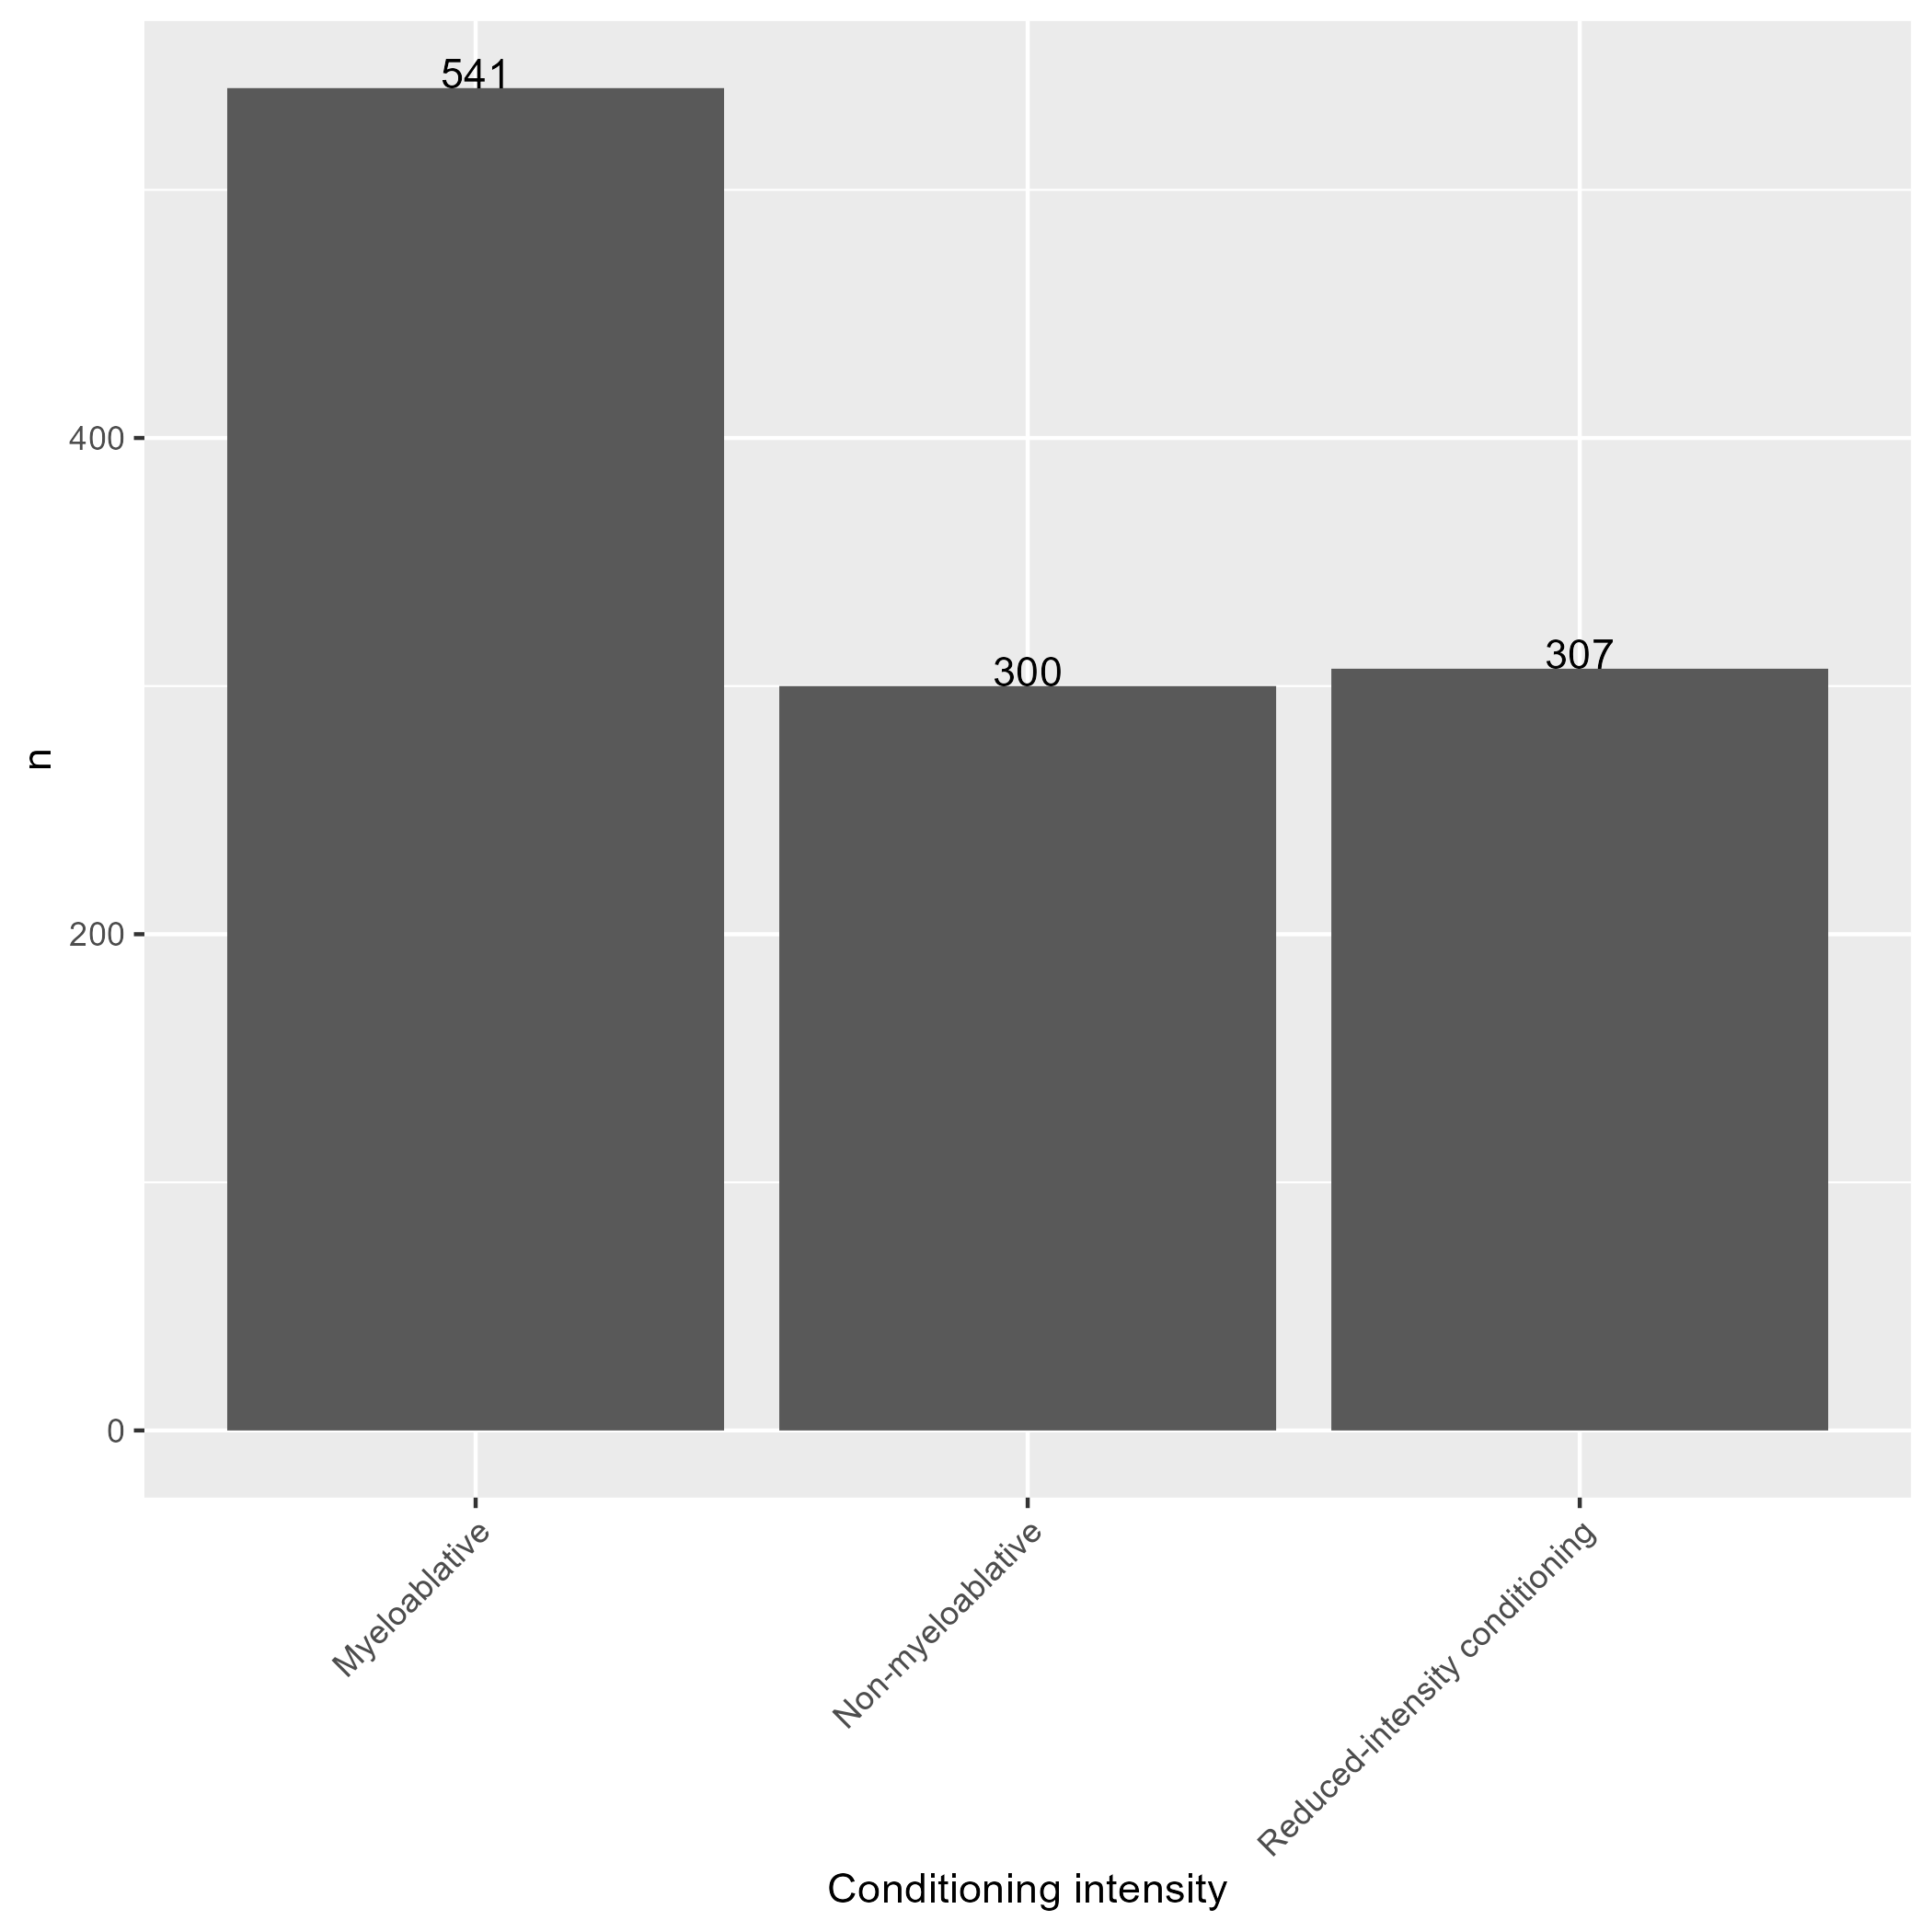 541
300
307
400
200
0
n
Myeloablative
Non-myeloablative
Reduced-intensity conditioning
Conditioning intensity